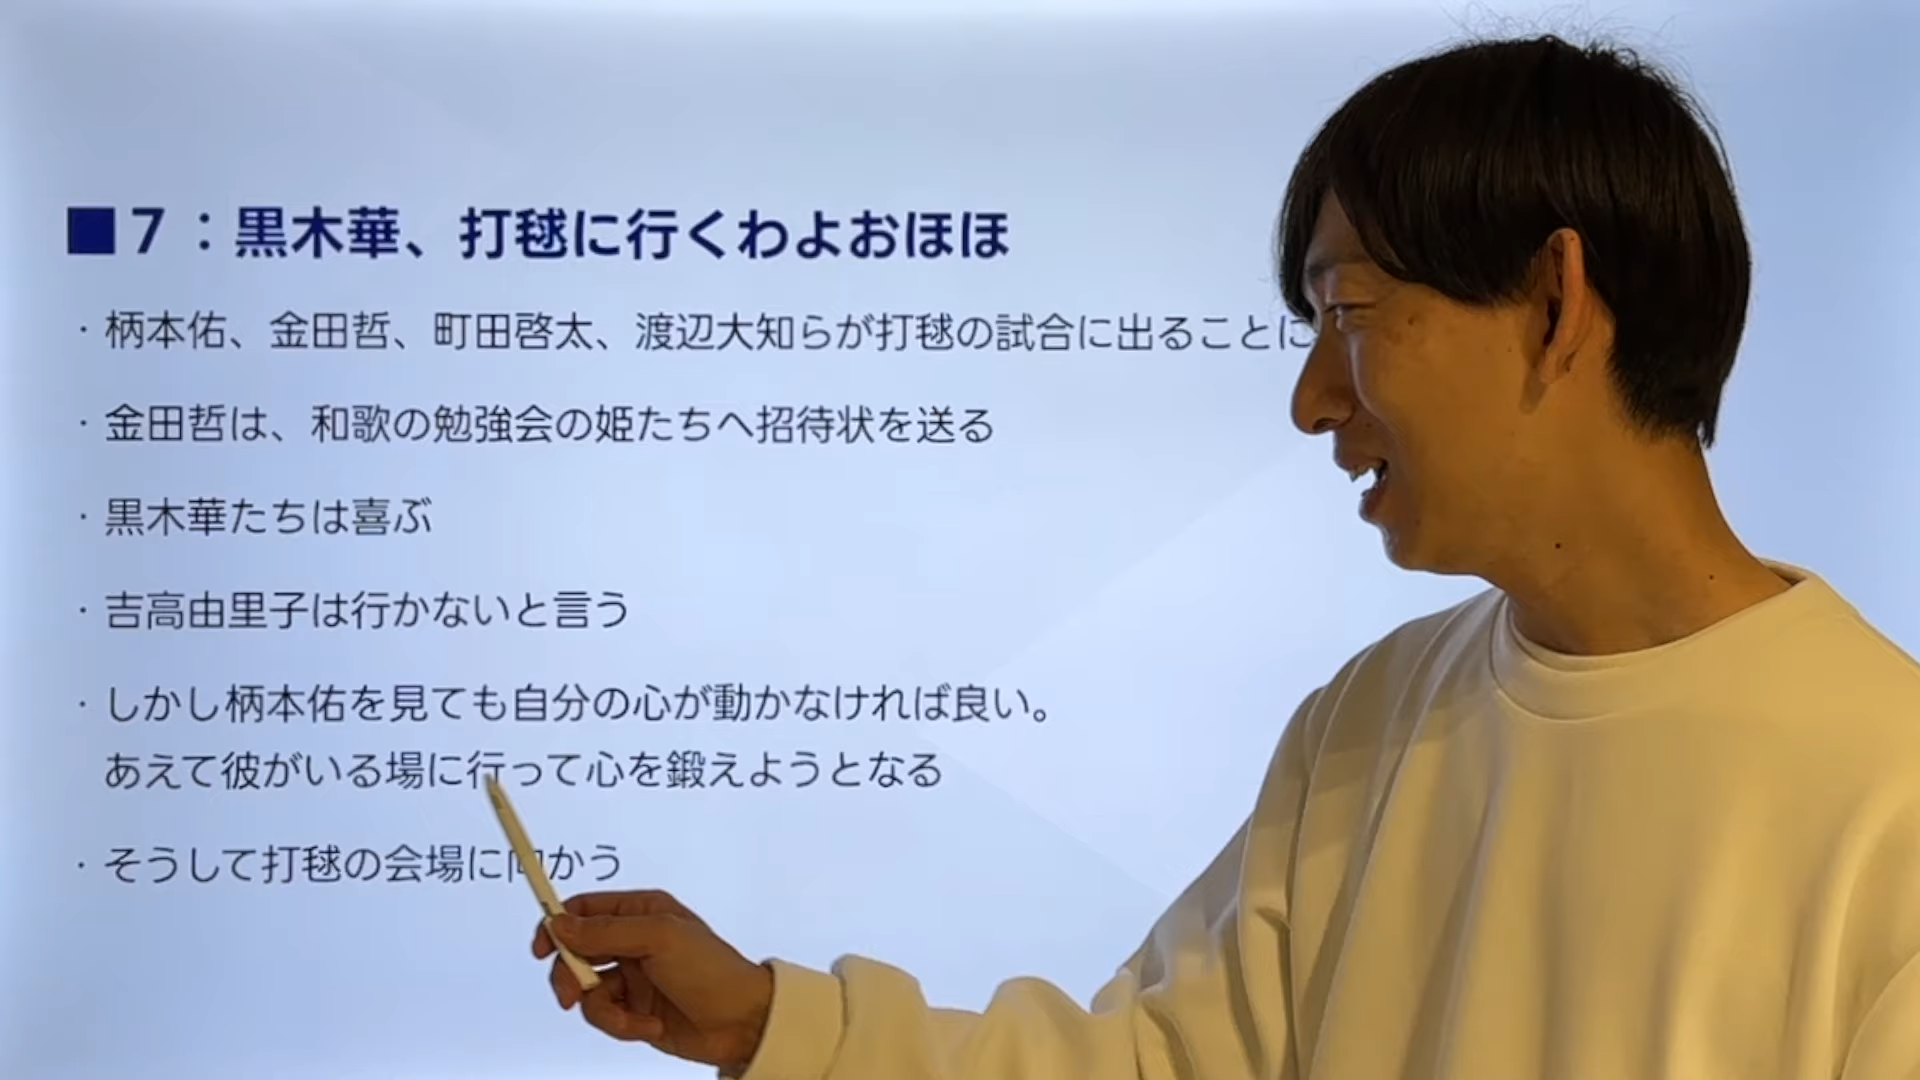 ■7：黒木華、打毬に行くわよおほほ
・柄本佑、金田哲、町田啓太、渡辺大知らが打毬の試合に出ることに
・金田哲は、和歌の勉強会の姫たちへ招待状を送る
・黒木華たちは喜ぶ
・吉高由里子は行かないと言う
・しかし柄本佑を見ても自分の心が動かなければ良い。
あえて彼がいる場に行って心を鍛えようとなる
・そうして打毬の会場に向かう